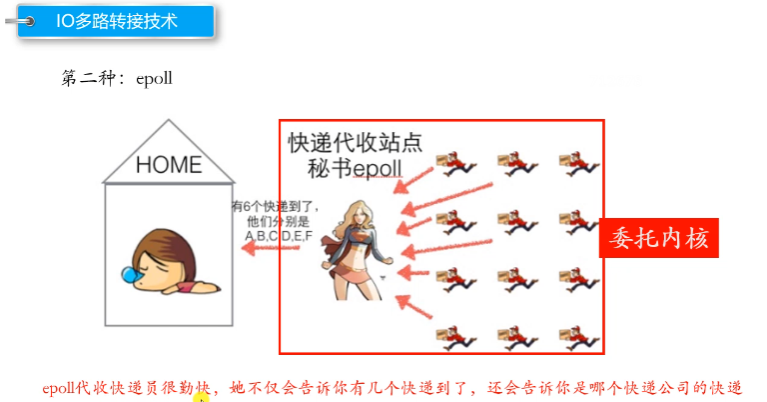 IO多路转接技术
第二种：epoll
HOME
快递代收站点
秘书epoll
有6个快递到了，
他们分别是
A,B,C,D,E,F
委托内核
epoll代收快递员很勤快，她不仅会告诉你有几个快递到了，还会告诉你是哪个快递公司的快递